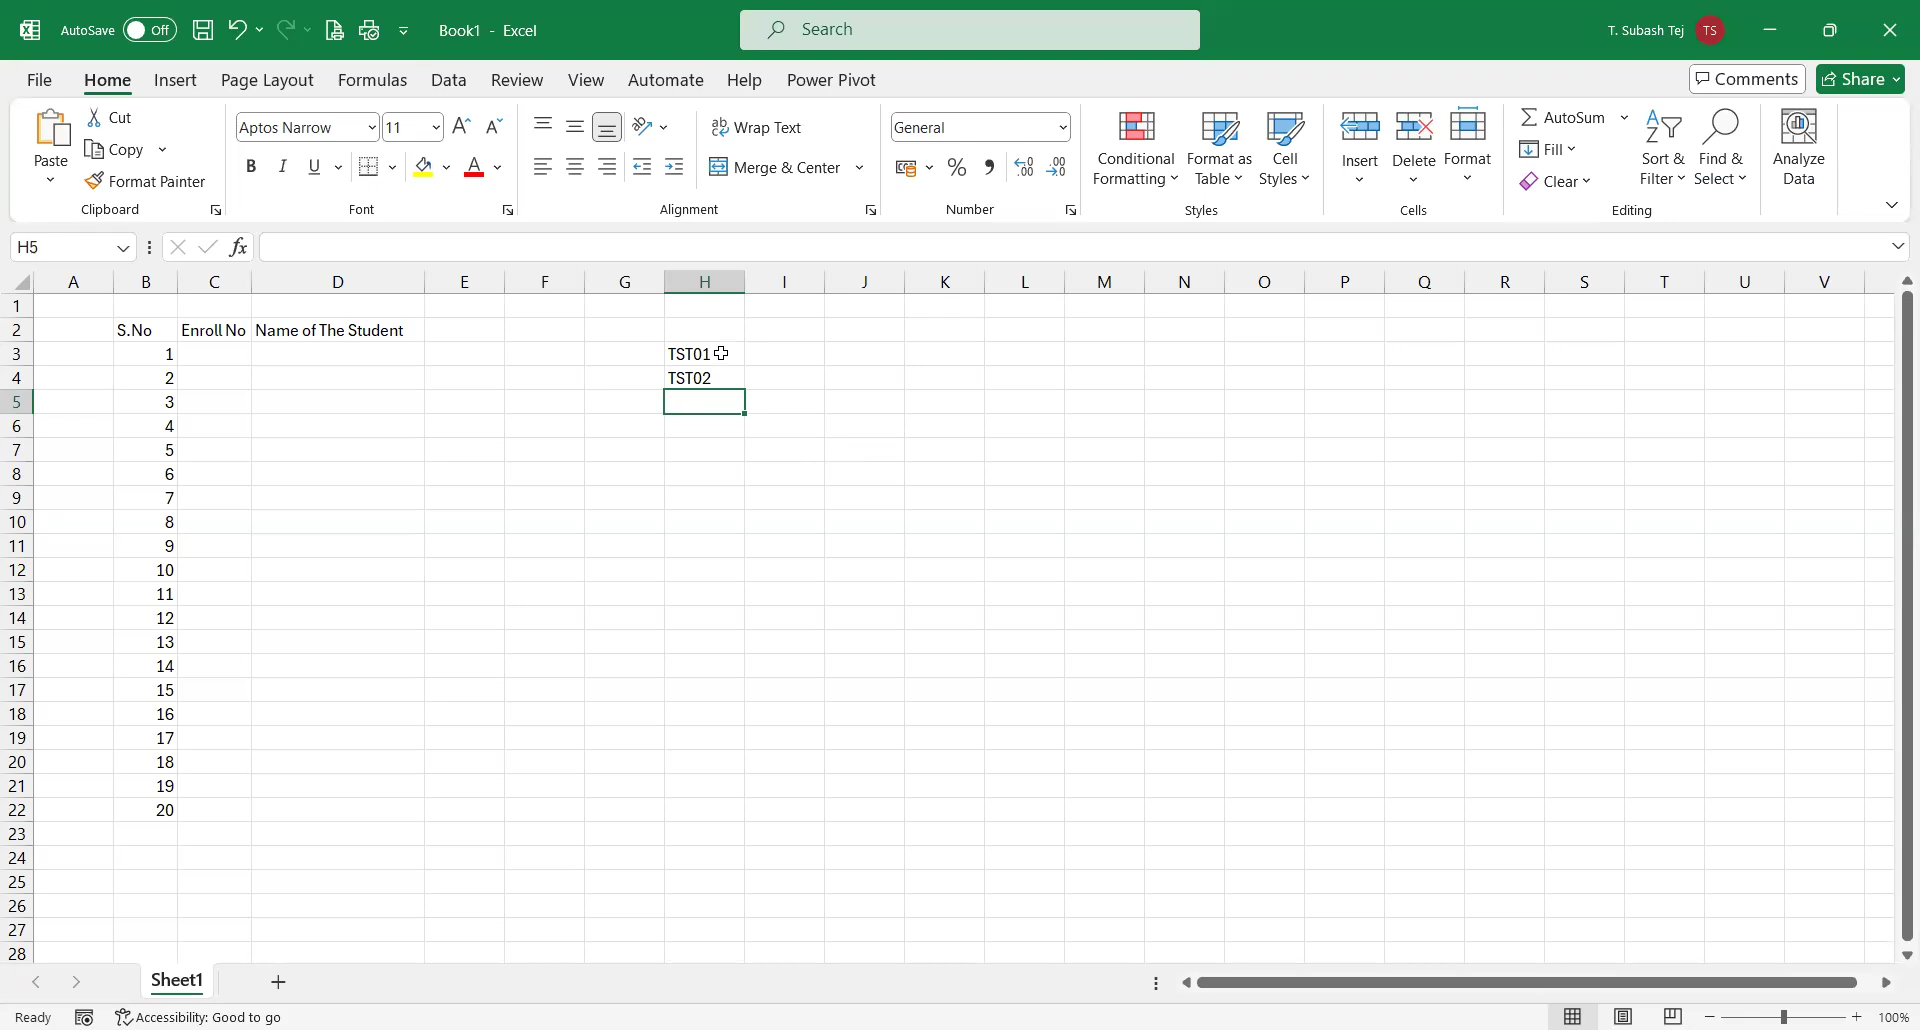 AutoSave Off Book1 - Excel Search T. Subash Tej TS
File Home Insert Page Layout Formulas Data Review View Automate Help Power Pivot Comments Share
Paste Cut Copy Format Painter
Clipboard
Aptos Narrow 11
B I U A
Font
ab Wrap Text
Merge & Center
Alignment
General
% 9 .00 .00
Number
Conditional Formatting
Format as Table
Cell Styles
Styles
Insert Delete Format
Cells
AutoSum
Fill
Clear
Sort & Filter
Find & Select
Editing
Analyze Data
H5 fx
A B C D E F G H I J K L M N O P Q R S T U V
1
2 S.No Enroll No Name of The Student
3 1 TST01
4 2 TST02
5 3
6 4
7 5
8 6
9 7
10 8
11 9
12 10
13 11
14 12
15 13
16 14
17 15
18 16
19 17
20 18
21 19
22 20
23
24
25
26
27
28
Sheet1
Ready Accessibility: Good to go 100%